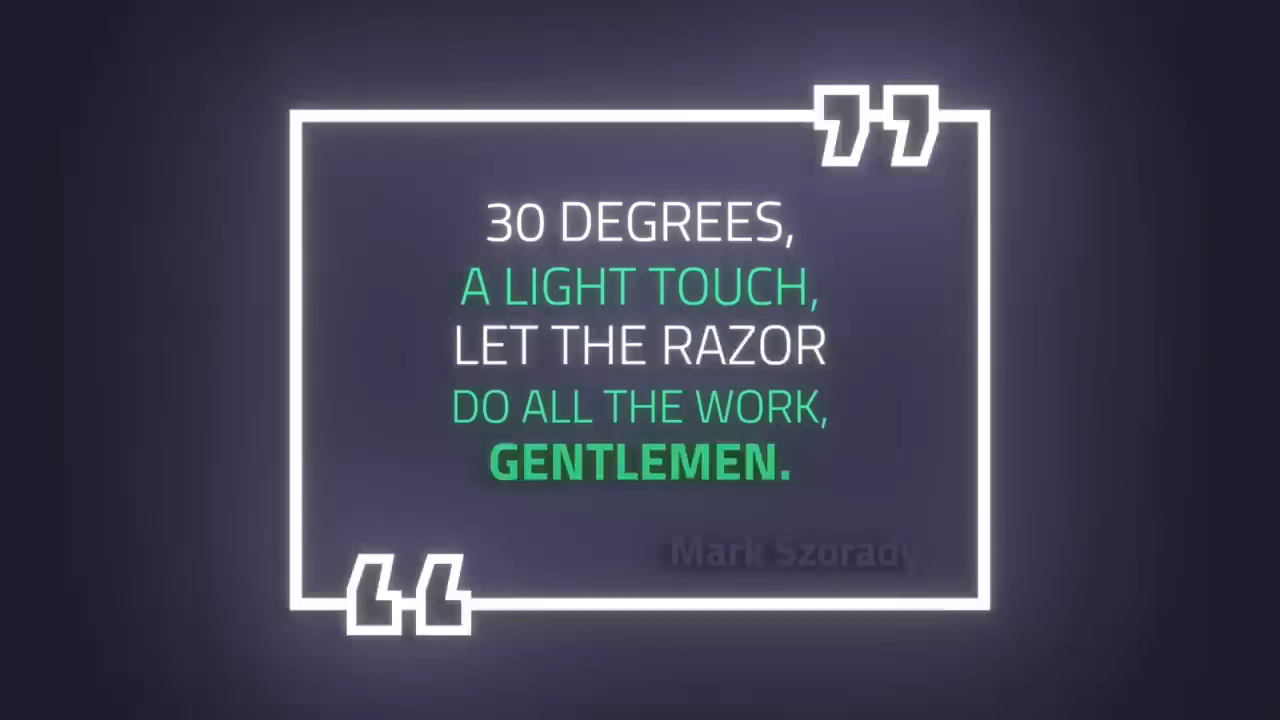 30 DEGREES,
A LIGHT TOUCH,
LET THE RAZOR
DO ALL THE WORK,
GENTLEMEN.
Mark Szorady